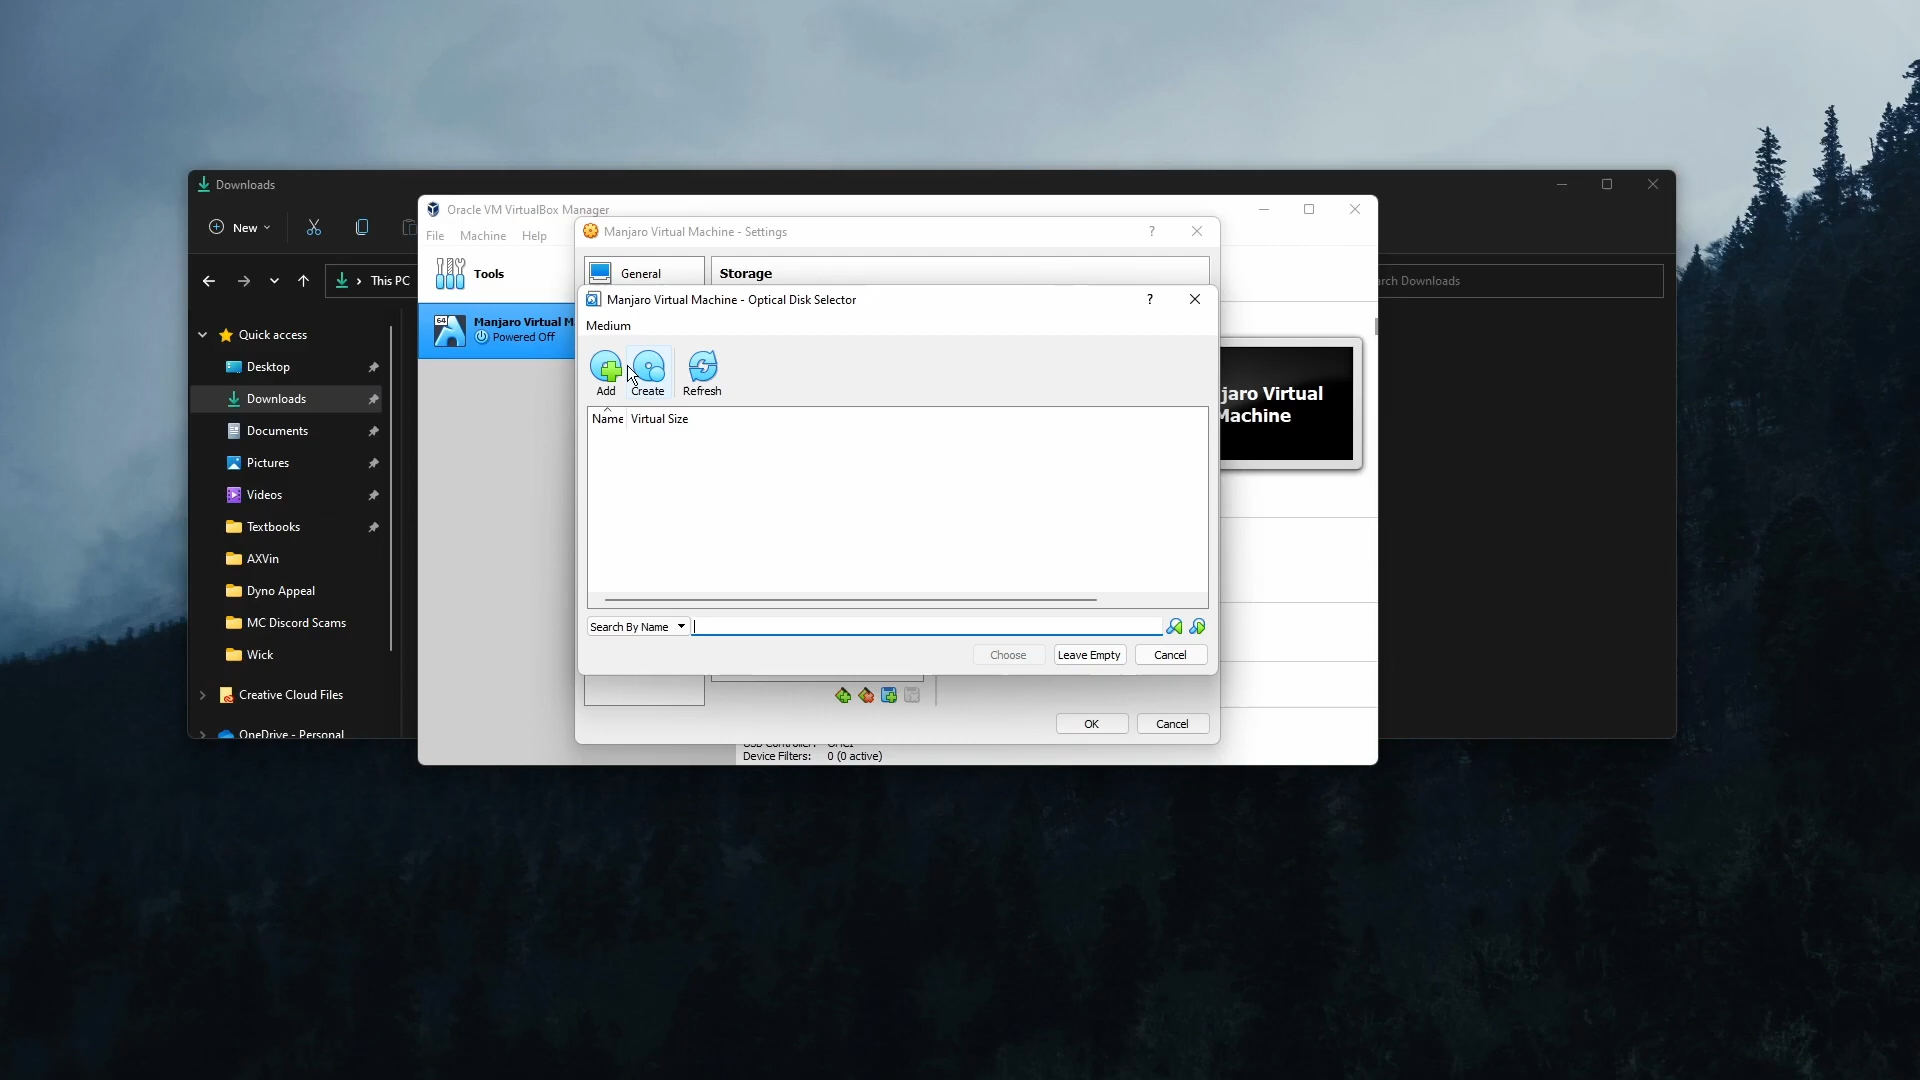 Downloads
New
This PC
rch Downloads
Quick access
Desktop
Downloads
Documents
Pictures
Videos
Textbooks
AXVin
Dyno Appeal
MC Discord Scams
Wick
Creative Cloud Files
OneDrive - Personal
Oracle VM VirtualBox Manager
File Machine Help
Tools
64
Manjaro Virtual M
Powered Off
jaro Virtual
Machine
Device Filters: 0 (0 active)
Manjaro Virtual Machine - Settings
?
General
Storage
OK
Cancel
Manjaro Virtual Machine - Optical Disk Selector
?
Medium
Add
Create
Refresh
Name Virtual Size
Search By Name
Choose
Leave Empty
Cancel